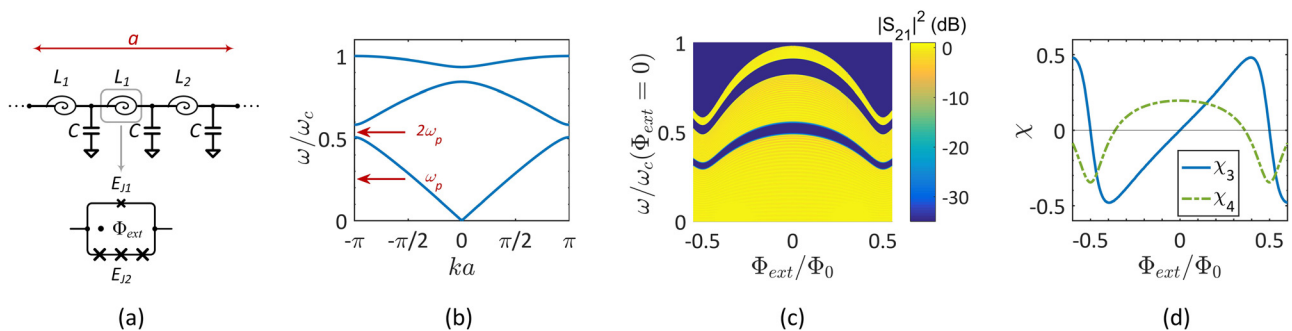 a
L1 L1 L2
C C C
EJ1
Φext
EJ2
(a)
ω/ωc
1
0.5
0
2ωp
ωp
-π -π/2 0 π/2 π
ka
(b)
|S21|² (dB)
ω/ωc(Φext = 0)
1
0.5
0
0
-10
-20
-30
-0.5 0 0.5
Φext/Φ0
(c)
χ
0.5
0
-0.5
χ3
χ4
-0.5 0 0.5
Φext/Φ0
(d)